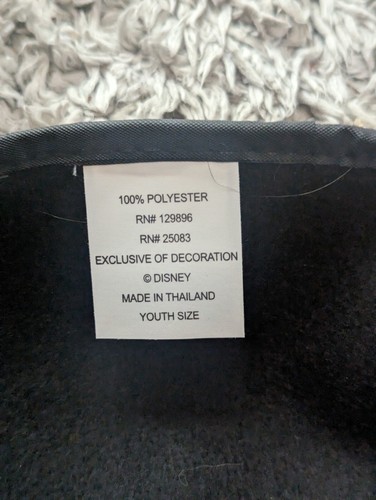 100% POLYESTER
RN# 129896
RN# 25083
EXCLUSIVE OF DECORATION
© DISNEY
MADE IN THAILAND
YOUTH SIZE